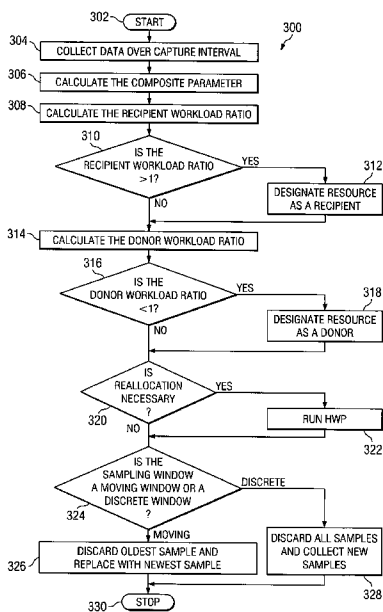 302
START
300
304
COLLECT DATA OVER CAPTURE INTERVAL
306
CALCULATE THE COMPOSITE PARAMETER
308
CALCULATE THE RECIPIENT WORKLOAD RATIO
310
IS THE
RECIPIENT WORKLOAD RATIO
>1?
YES
312
DESIGNATE RESOURCE
AS A RECIPIENT
NO
314
CALCULATE THE DONOR WORKLOAD RATIO
316
IS THE
DONOR WORKLOAD RATIO
<1?
YES
318
DESIGNATE RESOURCE
AS A DONOR
NO
IS
REALLOCATION
NECESSARY
?
320
YES
RUN HWP
322
NO
IS THE
SAMPLING WINDOW
A MOVING WINDOW OR A
DISCRETE WINDOW
?
324
DISCRETE
MOVING
326
DISCARD OLDEST SAMPLE AND
REPLACE WITH NEWEST SAMPLE
DISCARD ALL SAMPLES
AND COLLECT NEW
SAMPLES
328
330
STOP